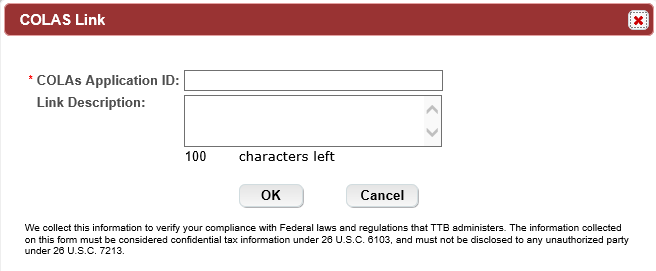 COLAS Link
* COLAs Application ID:
Link Description:
100 characters left
OK Cancel
We collect this information to verify your compliance with Federal laws and regulations that TTB administers. The information collected
on this form must be considered confidential tax information under 26 U.S.C. 6103, and must not be disclosed to any unauthorized party
under 26 U.S.C. 7213.